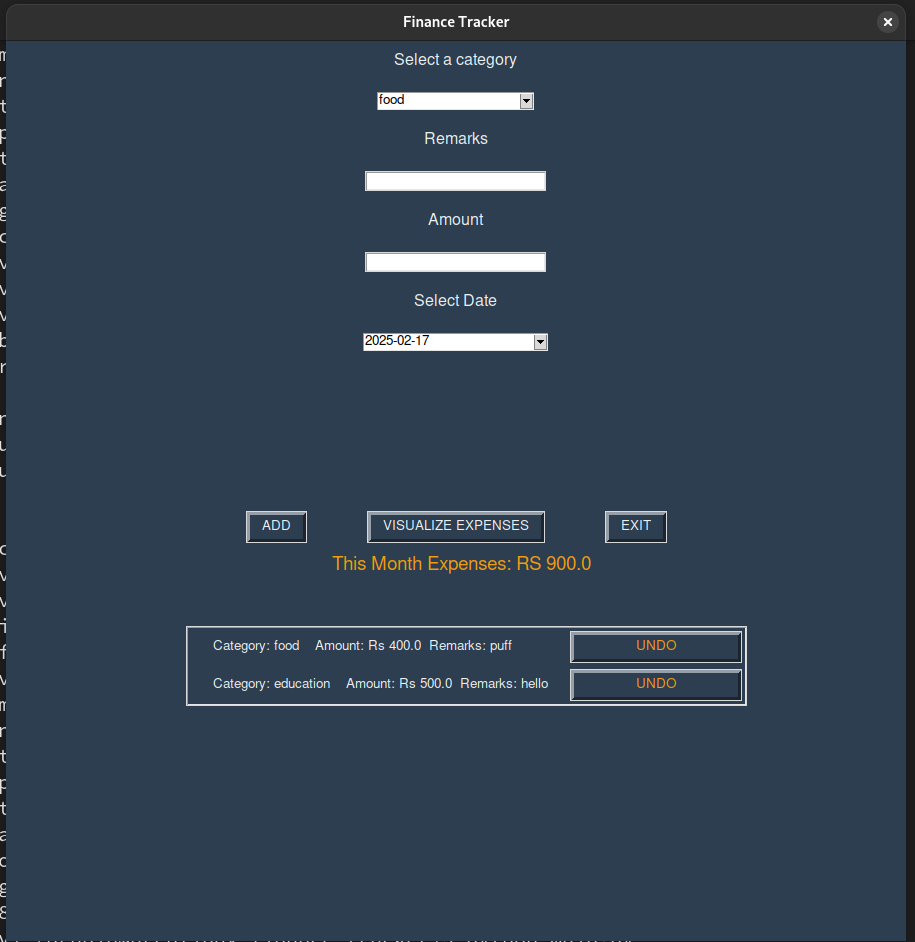 Finance Tracker
Select a category
food
Remarks
Amount
Select Date
2025-02-17
ADD VISUALIZE EXPENSES EXIT
This Month Expenses: RS 900.0
Category: food Amount: Rs 400.0 Remarks: puff UNDO
Category: education Amount: Rs 500.0 Remarks: hello UNDO